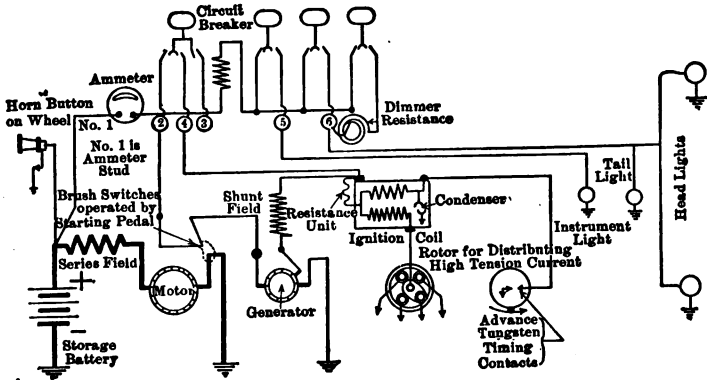 Circuit
Breaker
Ammeter
Horn Button
on Wheel
No. 1
No. 1 is
Ammeter
Stud
2
4
3
5
6
Dimmer
Resistance
Brush Switches
operated by
Starting Pedal
Shunt
Field
Resistance
Unit
Condenser
Ignition Coil
Rotor for Distributing
High Tension Current
Tail
Light
Instrument
Light
Head Lights
Series Field
+
Motor
Generator
-
Storage
Battery
Advance
Tungsten
Timing
Contacts